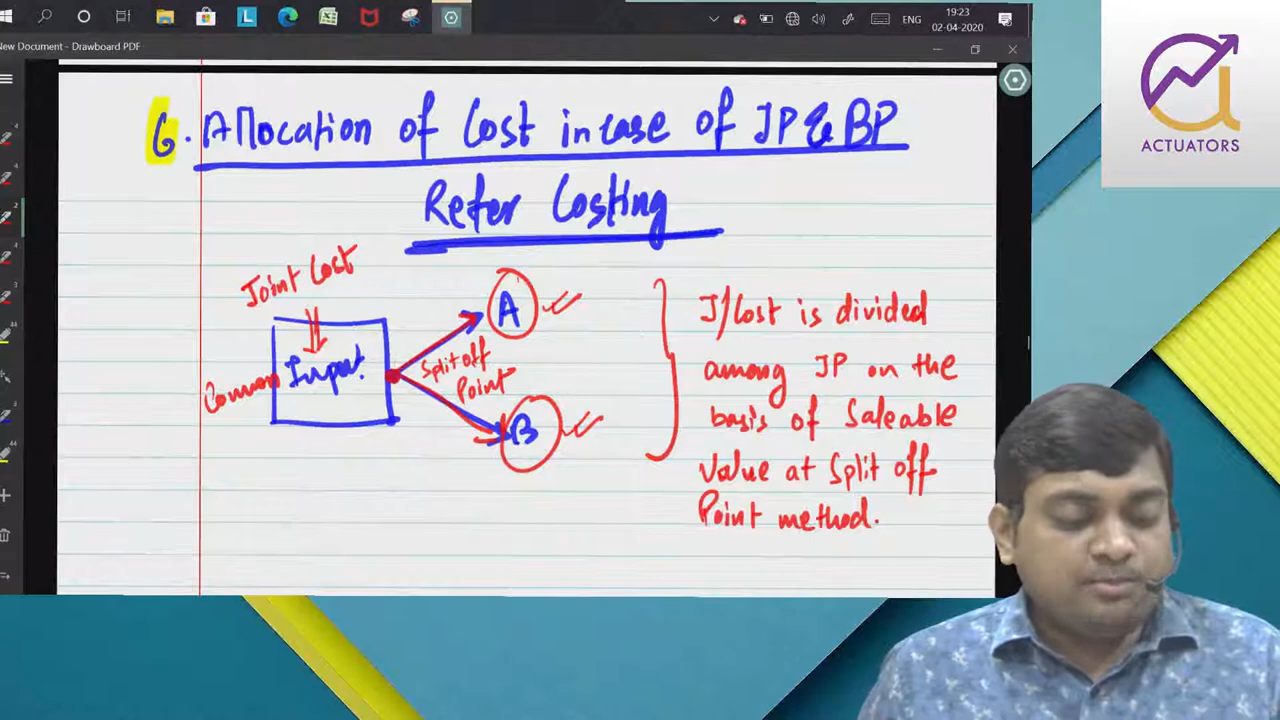 19:23
ENG
02-04-2020
New Document - Drawboard PDF
ACTUATORS
6. Allocation of Cost in case of JP & BP
Refer Costing
Joint Cost
Common Input
Split off
Point
A
B
J/Cost is divided
among JP on the
basis of Saleable
value at Split off
Point method.